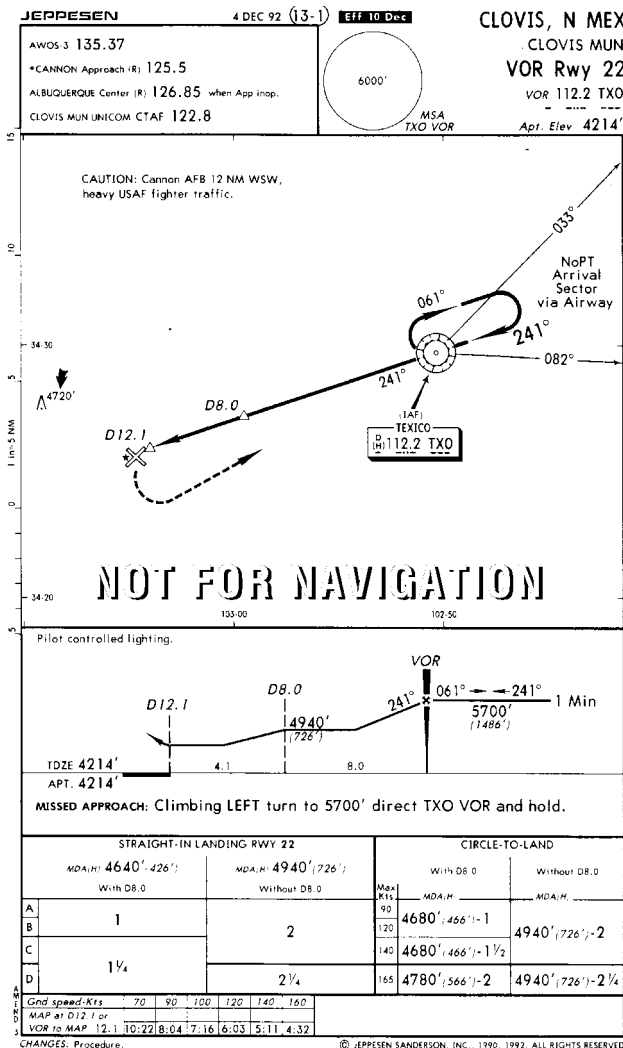 JEPPESEN
4 DEC 92 (13-1) Eff 10 Dec
CLOVIS, N MEX
CLOVIS MUN
VOR Rwy 22
VOR 112.2 TXO
Apt. Elev 4214'
AWOS-3 135.37
*CANNON Approach (R) 125.5
ALBUQUERQUE Center (R) 126.85 when App inop.
CLOVIS MUN UNICOM CTAF 122.8
6000'
MSA
TXO VOR
CAUTION: Cannon AFB 12 NM WSW,
heavy USAF fighter traffic.
033°
NoPT
Arrival
Sector
via Airway
061°
241°
082°
241°
34-30
4720'
D8.0
D12.1
(IAF)
TEXICO
D
(H) 112.2 TXO
15
10
5
1 in = 5 NM
0
5
NOT FOR NAVIGATION
34-20
103-00
102-50
Pilot controlled lighting.
VOR
D12.1
D8.0
241°
061°
241°
1 Min
5700'
(1486')
4940'
(726')
TDZE 4214'
APT. 4214'
4.1
8.0
MISSED APPROACH: Climbing LEFT turn to 5700' direct TXO VOR and hold.
STRAIGHT-IN LANDING RWY 22
CIRCLE-TO-LAND
MDA(H) 4640' (426')
MDA(H) 4940' (726')
With D8.0
Without D8.0
With D8.0
Without D8.0
Max
Kts
MDA(H)
MDA(H)
A
B
C
D
1
1¼
2
2¼
90
120
140
165
4680' (466')-1
4680' (466')-1½
4780' (566')-2
4940' (726')-2
4940' (726')-2¼
Gnd speed-Kts 70 90 100 120 140 160
MAP at D12.1 or
VOR to MAP 12.1 10:22 8:04 7:16 6:03 5:11 4:32
AMEND 3
CHANGES: Procedure.
© JEPPESEN SANDERSON, INC., 1990, 1992. ALL RIGHTS RESERVED